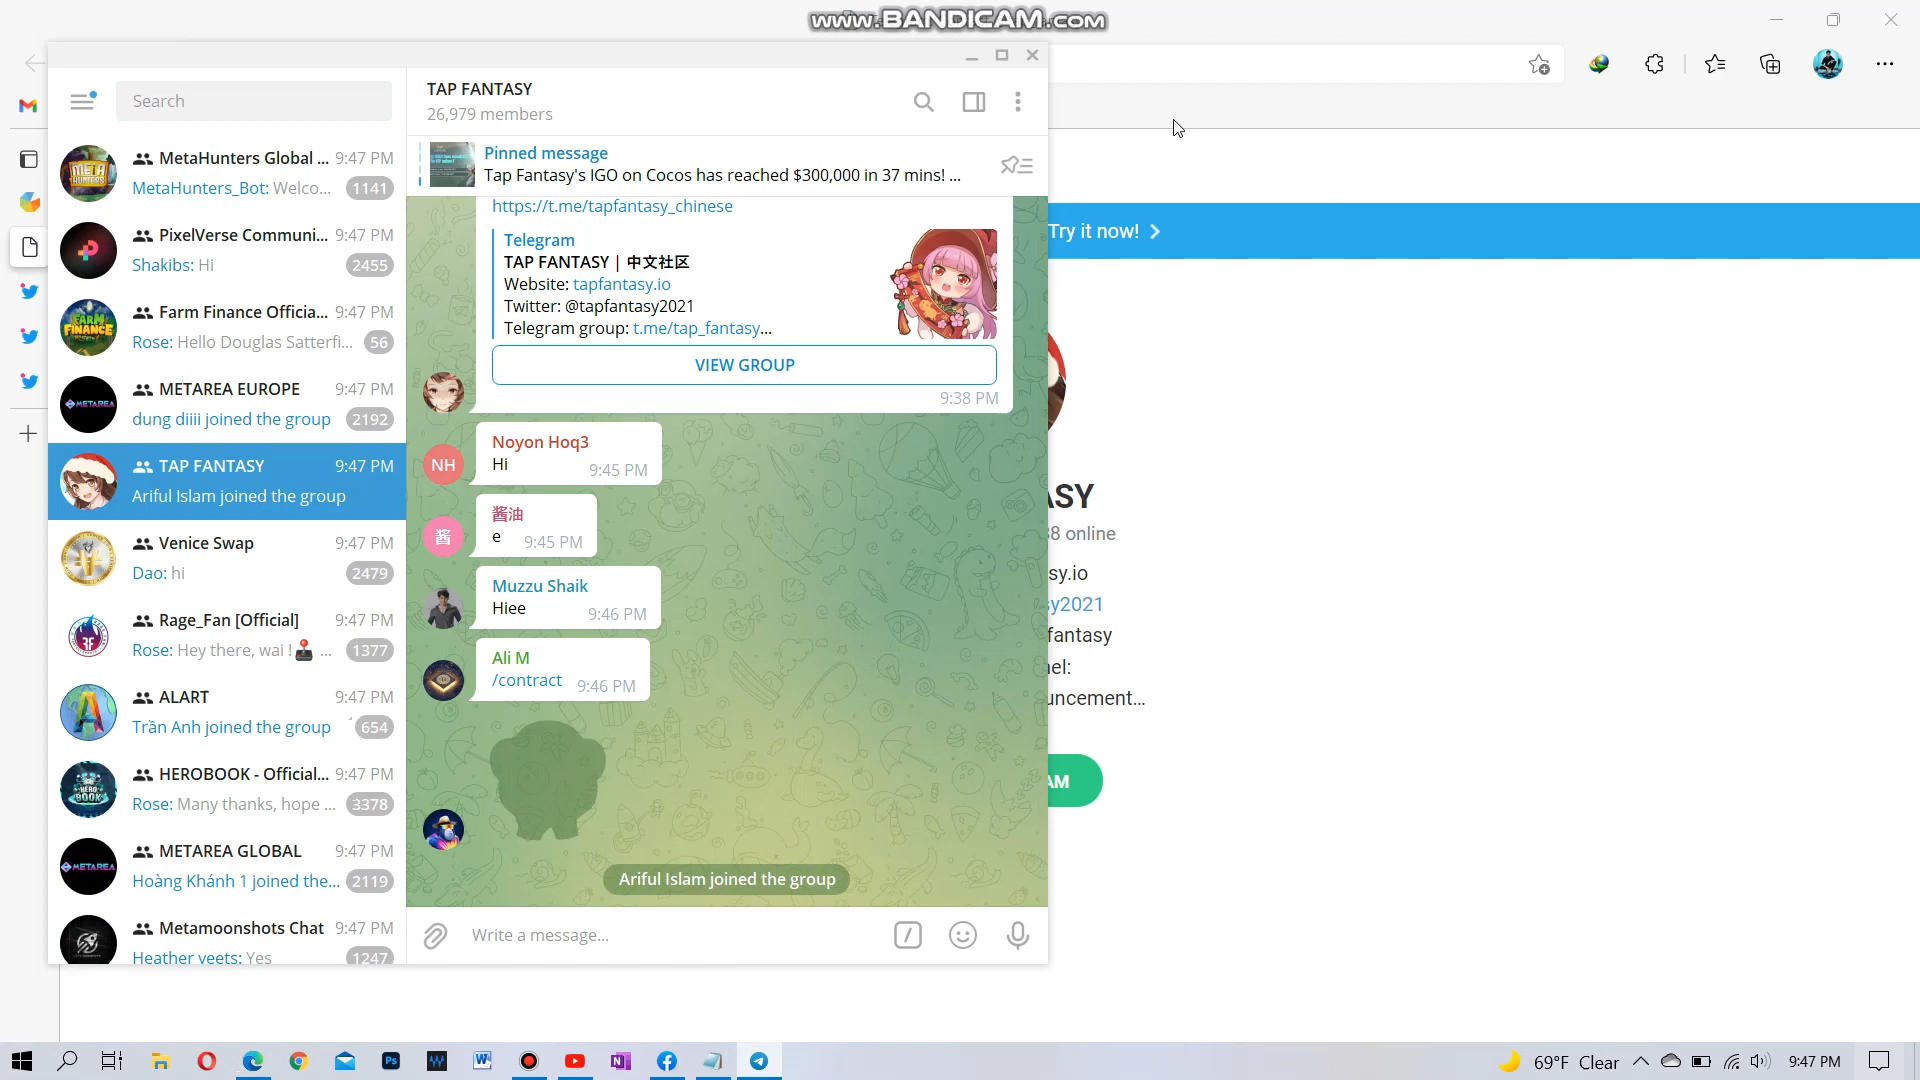 www.BANDICAM.com
Search
MetaHunters Global ... 9:47 PM
MetaHunters_Bot: Welco... 1141
PixelVerse Communi... 9:47 PM
Shakibs: Hi 2455
Farm Finance Officia... 9:47 PM
Rose: Hello Douglas Satterfi... 56
METAREA EUROPE 9:47 PM
dung diiii joined the group 2192
TAP FANTASY 9:47 PM
Ariful Islam joined the group
Venice Swap 9:47 PM
Dao: hi 2479
Rage_Fan [Official] 9:47 PM
Rose: Hey there, wai ! ... 1377
ALART 9:47 PM
Trần Anh joined the group 654
HEROBOOK - Official... 9:47 PM
Rose: Many thanks, hope ... 3378
METAREA GLOBAL 9:47 PM
Hoàng Khánh 1 joined the... 2119
Metamoonshots Chat 9:47 PM
Heather yeets: Yes 1247
TAP FANTASY
26,979 members
Pinned message
Tap Fantasy's IGO on Cocos has reached $300,000 in 37 mins! ...
https://t.me/tapfantasy_chinese
Telegram
TAP FANTASY | 中文社区
Website: tapfantasy.io
Twitter: @tapfantasy2021
Telegram group: t.me/tap_fantasy...
VIEW GROUP
9:38 PM
NH
Noyon Hoq3
Hi 9:45 PM
酱
酱油
e 9:45 PM
Muzzu Shaik
Hiee 9:46 PM
Ali M
/contract 9:46 PM
Ariful Islam joined the group
Write a message...
Try it now!
ASY
38 online
sy.io
sy2021
fantasy
nel:
uncement...
AM
69°F Clear
9:47 PM